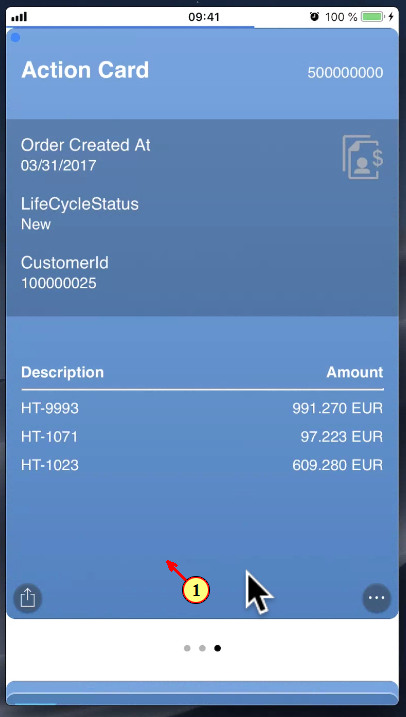 09:41
100 %
Action Card
500000000
Order Created At
03/31/2017
LifeCycleStatus
New
CustomerId
100000025
Description Amount
HT-9993 991.270 EUR
HT-1071 97.223 EUR
HT-1023 609.280 EUR
1